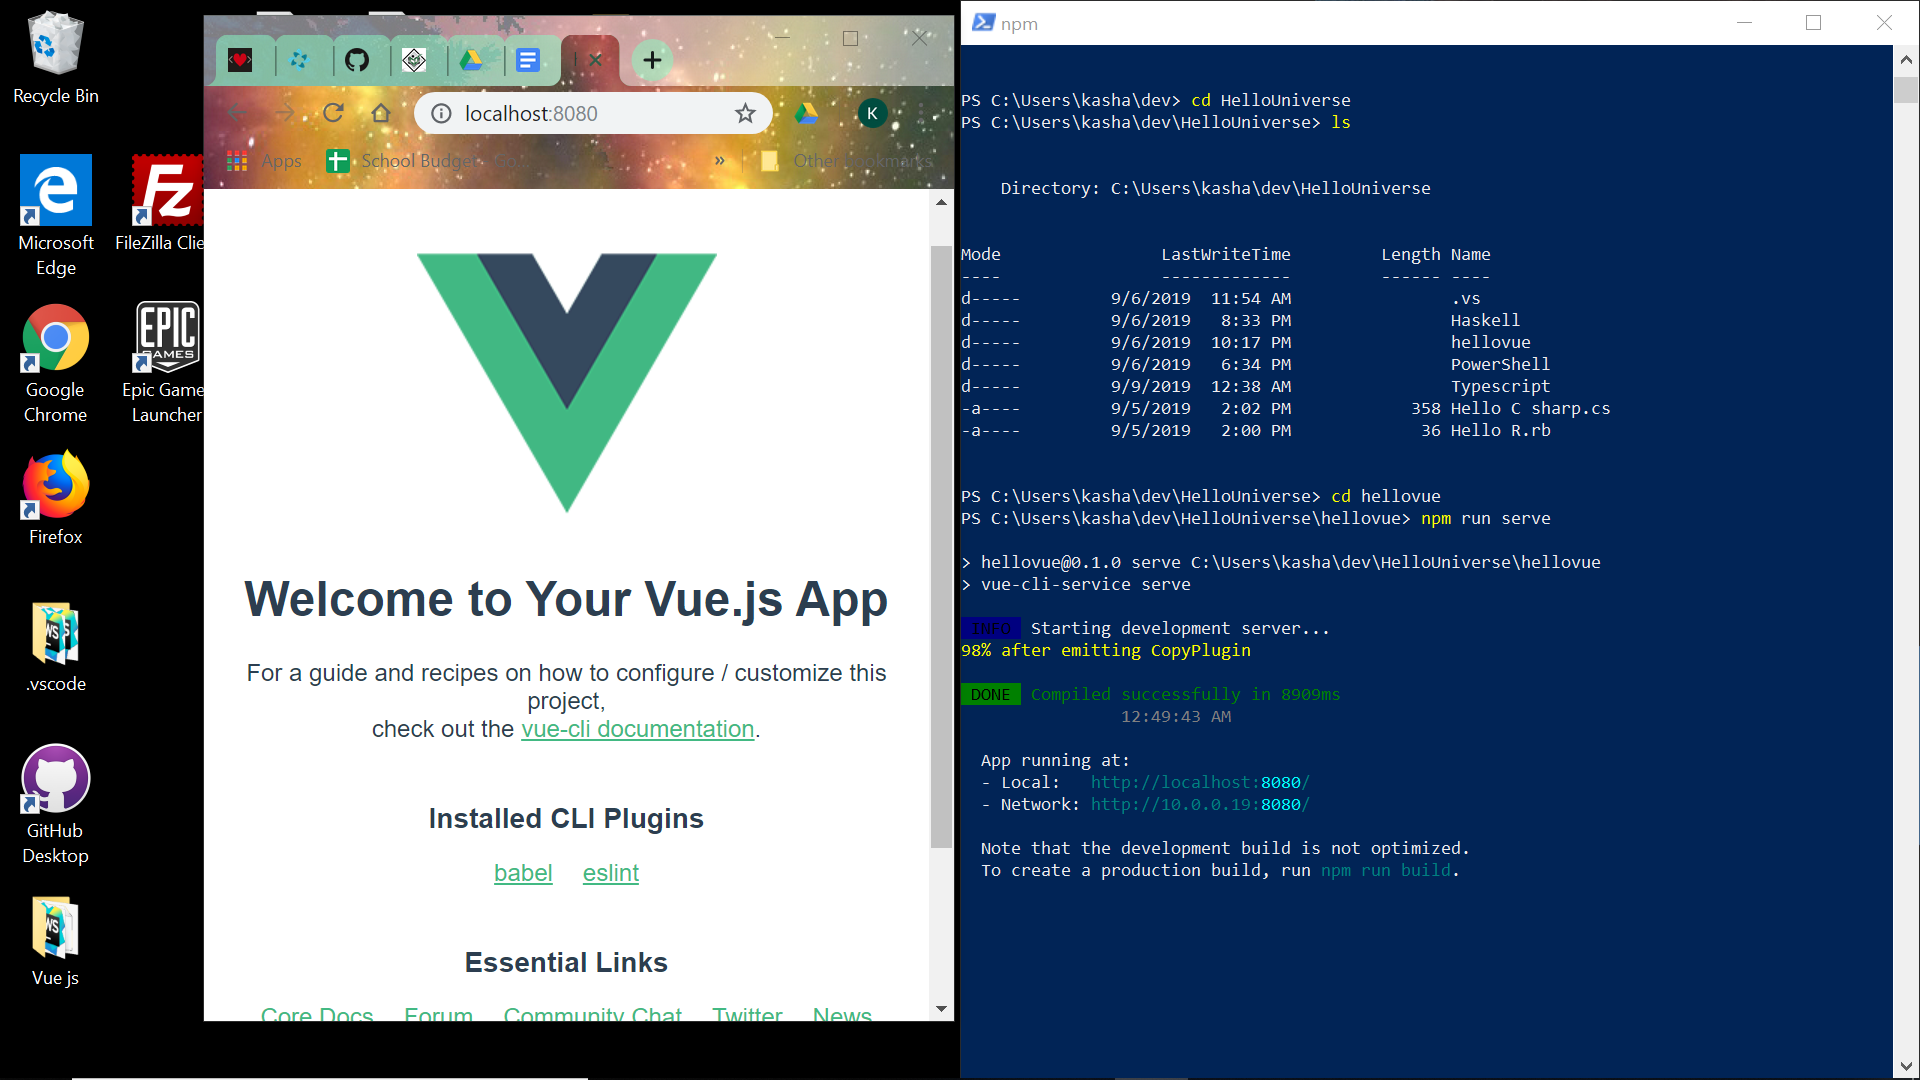 Recycle Bin
Microsoft
Edge
FileZilla Clie
Google
Chrome
EPIC
GAMES
Epic Game
Launcher
Firefox
.vscode
GitHub
Desktop
Vue js
localhost:8080
K
Apps
School Budget - Go...
»
Other bookmarks
Welcome to Your Vue.js App
For a guide and recipes on how to configure / customize this
project,
check out the vue-cli documentation.
Installed CLI Plugins
babel eslint
Essential Links
Core Docs Forum Community Chat Twitter News
npm
PS C:\Users\kasha\dev> cd HelloUniverse
PS C:\Users\kasha\dev\HelloUniverse> ls
Directory: C:\Users\kasha\dev\HelloUniverse
Mode LastWriteTime Length Name
---- ------------- ------ ----
d----- 9/6/2019 11:54 AM .vs
d----- 9/6/2019 8:33 PM Haskell
d----- 9/6/2019 10:17 PM hellovue
d----- 9/6/2019 6:34 PM PowerShell
d----- 9/9/2019 12:38 AM Typescript
-a---- 9/5/2019 2:02 PM 358 Hello C sharp.cs
-a---- 9/5/2019 2:00 PM 36 Hello R.rb
PS C:\Users\kasha\dev\HelloUniverse> cd hellovue
PS C:\Users\kasha\dev\HelloUniverse\hellovue> npm run serve
> hellovue@0.1.0 serve C:\Users\kasha\dev\HelloUniverse\hellovue
> vue-cli-service serve
INFO Starting development server...
98% after emitting CopyPlugin
DONE Compiled successfully in 8909ms
12:49:43 AM
App running at:
- Local: http://localhost:8080/
- Network: http://10.0.0.19:8080/
Note that the development build is not optimized.
To create a production build, run npm run build.